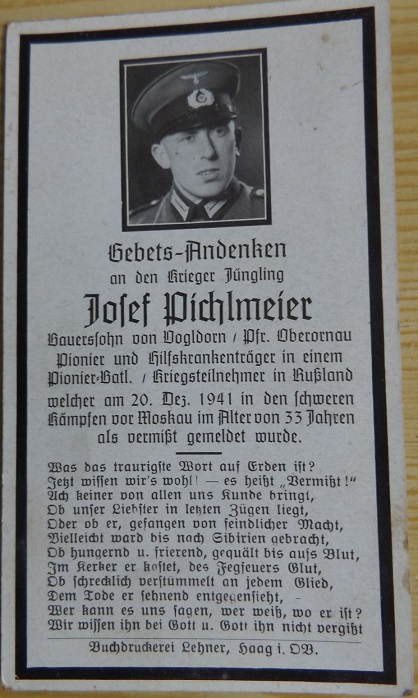 Gebets-Andenken
an den Krieger Jüngling
Josef Pichlmeier
Bauerssohn von Vogldorn / Pfr. Oberornau
Pionier und Hilfskrankenträger in einem
Pionier-Batl. / Kriegsteilnehmer in Rußland
welcher am 20. Dez. 1941 in den schweren
Kämpfen vor Moskau im Alter von 33 Jahren
als vermißt gemeldet wurde.
Was das traurigste Wort auf Erden ist?
Jetzt wissen wir's wohl! — es heißt „Vermißt!"
Ach keiner von allen uns Kunde bringt,
Ob unser Liebster in letzten Zügen liegt,
Oder ob er, gefangen von feindlicher Macht,
Vielleicht ward bis nach Sibirien gebracht,
Ob hungernd u. frierend, gequält bis aufs Blut,
Im Kerker er kostet, des Fegfeuers Glut,
Ob schrecklich verstümmelt an jedem Glied,
Dem Tode er sehnend entgegensieht, -
Wer kann es uns sagen, wer weiß, wo er ist?
Wir wissen ihn bei Gott u. Gott ihn nicht vergißt
Buchdruckerei Lehner, Haag i. OB.